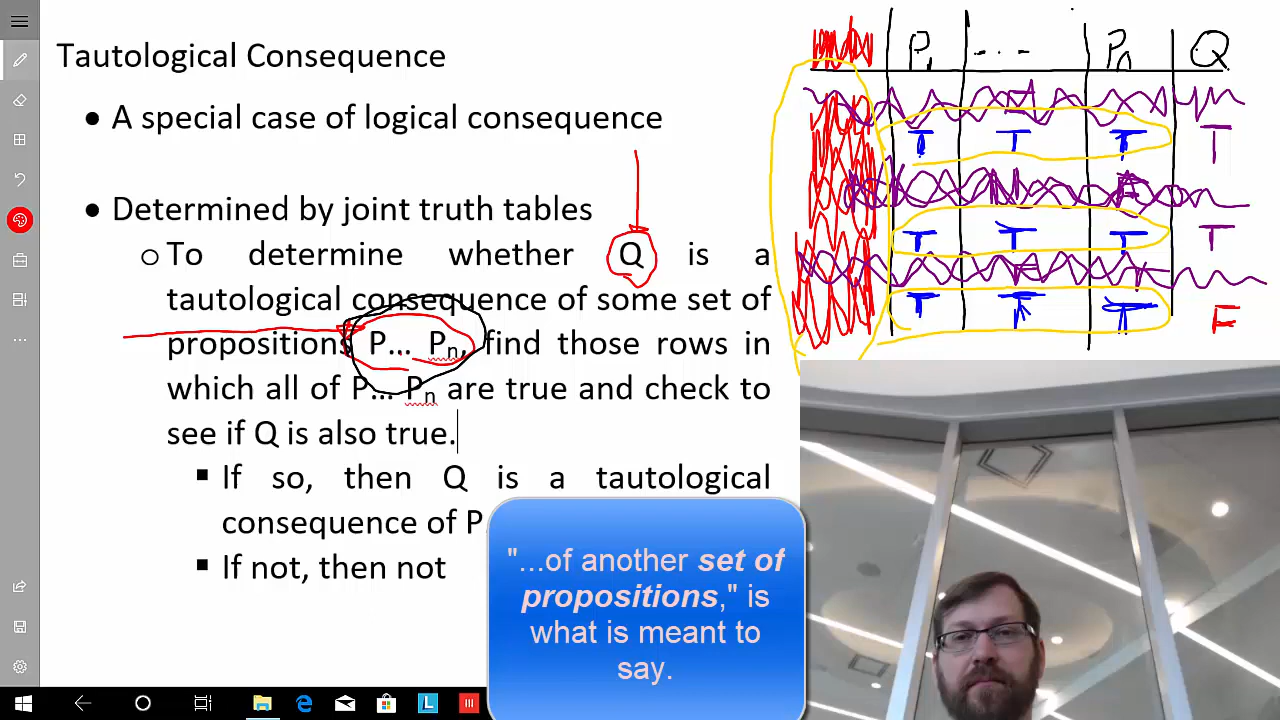 Tautological Consequence
P₁ --- Pn Q
● A special case of logical consequence
T T T T
● Determined by joint truth tables
o To determine whether Q is a
T T T T
tautological consequence of some set of
T T T F
propositions P... Pn, find those rows in
which all of P... Pn are true and check to
see if Q is also true.
▪ If so, then Q is a tautological
consequence of P
▪ If not, then not
"...of another set of
propositions," is
what is meant to
say.